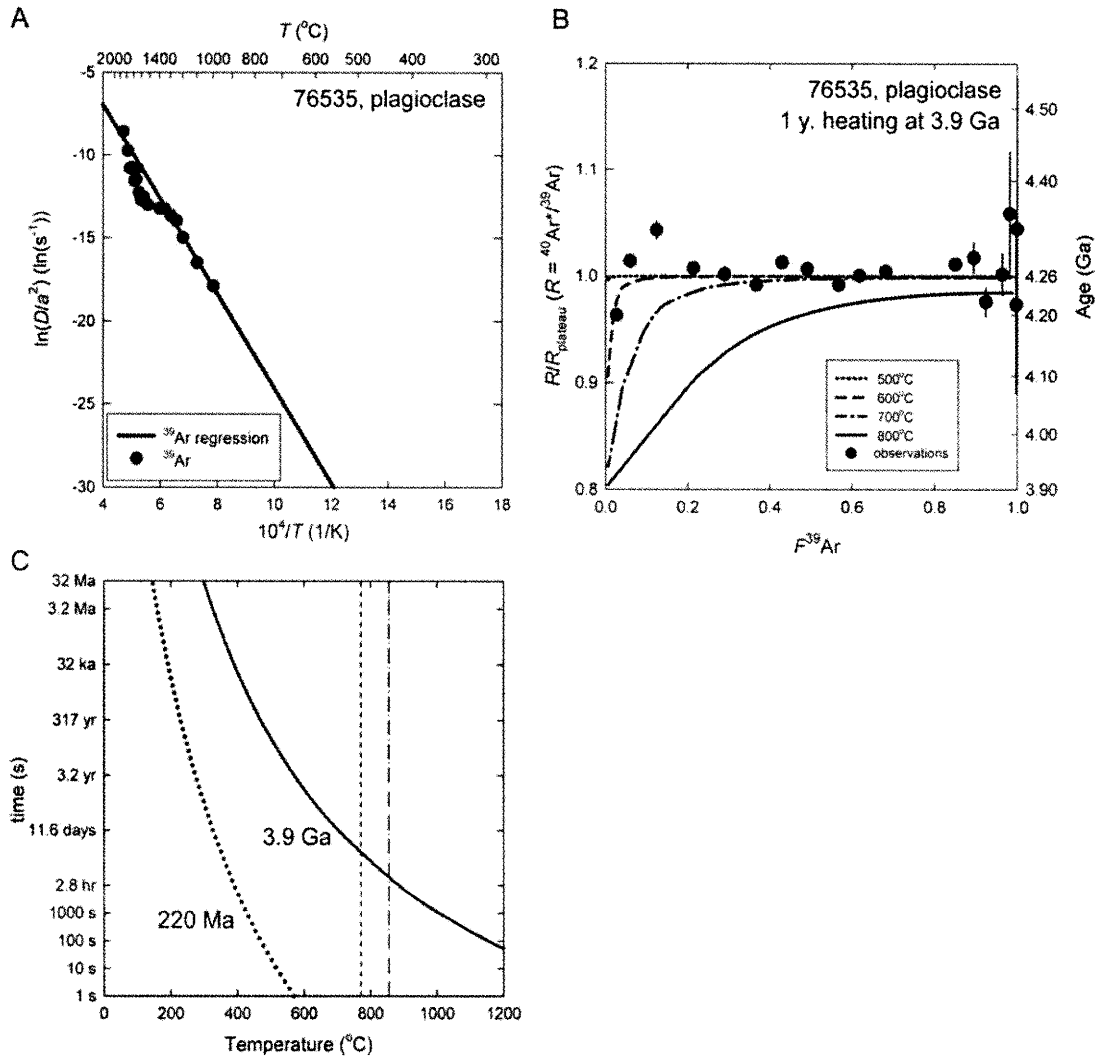 A
T (°C)
2000 1400 1000 800 700 600 500 400 300
76535, plagioclase
-5
-10
-15
-20
-25
-30
ln(D/a²) (ln(s⁻¹))
³⁹Ar regression
³⁹Ar
4 6 8 10 12 14 16 18
10⁴/T (1/K)
B
76535, plagioclase
1 y. heating at 3.9 Ga
1.2
1.1
1.0
0.9
0.8
R/Rplateau (R = ⁴⁰Ar*/³⁹Ar)
4.50
4.40
4.30
4.26
4.20
4.10
4.00
3.90
Age (Ga)
500°C
600°C
700°C
800°C
observations
0.0 0.2 0.4 0.6 0.8 1.0
F³⁹Ar
C
32 Ma
3.2 Ma
32 ka
317 yr
3.2 yr
11.6 days
2.8 hr
1000 s
100 s
10 s
1 s
time (s)
3.9 Ga
220 Ma
0 200 400 600 800 1000 1200
Temperature (°C)